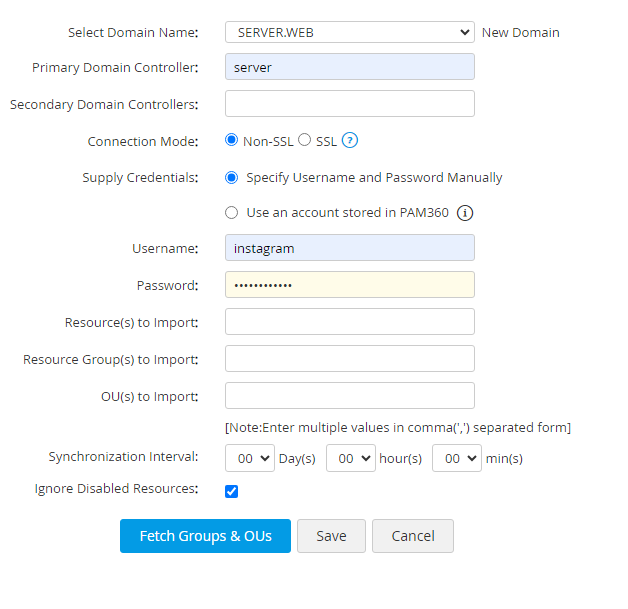 Select Domain Name: SERVER.WEB New Domain
Primary Domain Controller: server
Secondary Domain Controllers:
Connection Mode: Non-SSL SSL ?
Supply Credentials: Specify Username and Password Manually
Use an account stored in PAM360 i
Username: instagram
Password: ••••••••••••
Resource(s) to Import:
Resource Group(s) to Import:
OU(s) to Import:
[Note:Enter multiple values in comma(',') separated form]
Synchronization Interval: 00 Day(s) 00 hour(s) 00 min(s)
Ignore Disabled Resources:
Fetch Groups & OUs Save Cancel